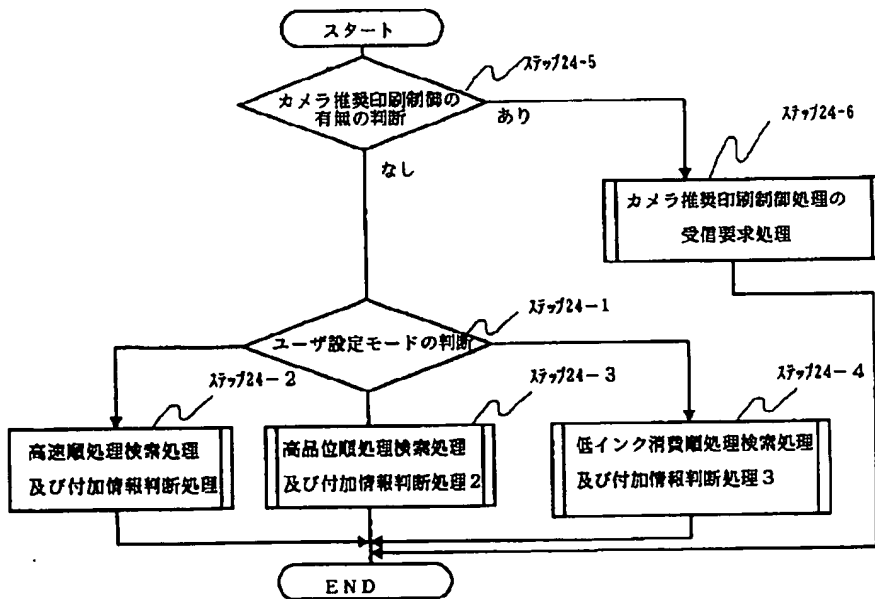 スタート
ステップ24-5
カメラ推奨印刷制御の
有無の判断
あり
なし
ステップ24-6
カメラ推奨印刷制御処理の
受信要求処理
ステップ24-1
ユーザ設定モードの判断
ステップ24-2
ステップ24-3
ステップ24-4
高速順処理検索処理
及び付加情報判断処理
高品位順処理検索処理
及び付加情報判断処理2
低インク消費順処理検索処理
及び付加情報判断処理3
END